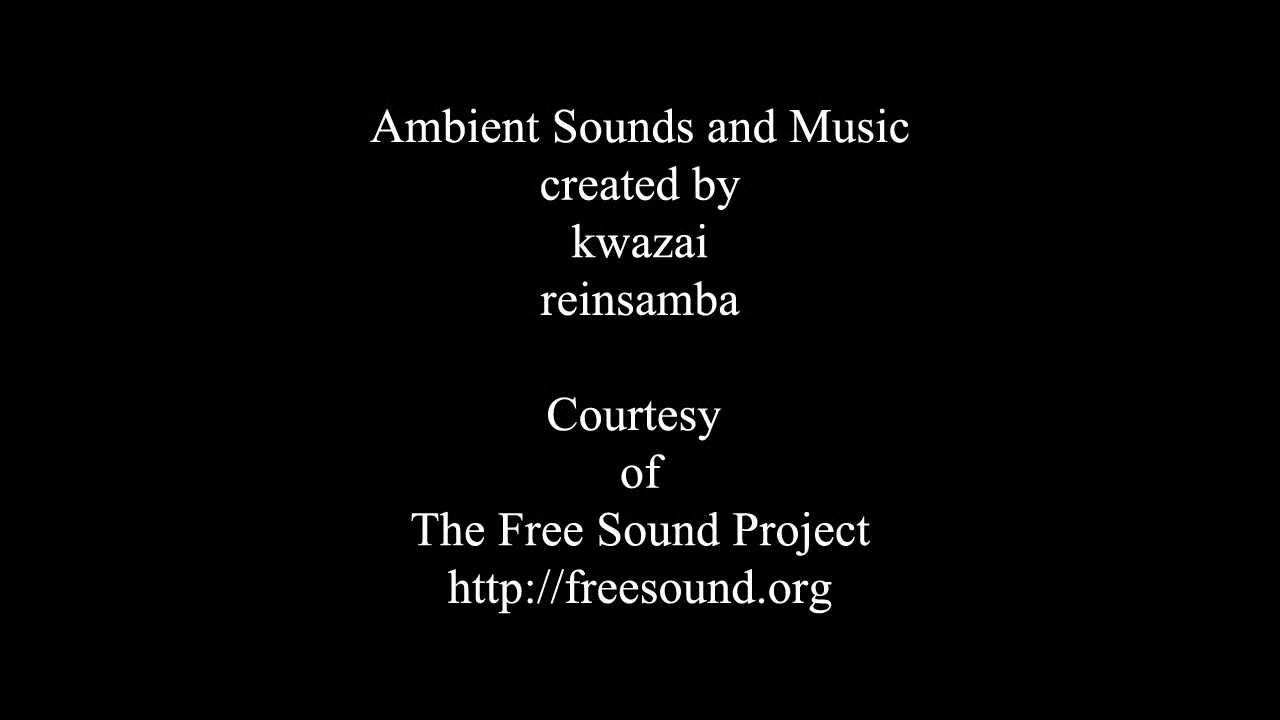 Ambient Sounds and Music
created by
kwazai
reinsamba
Courtesy
of
The Free Sound Project
http://freesound.org